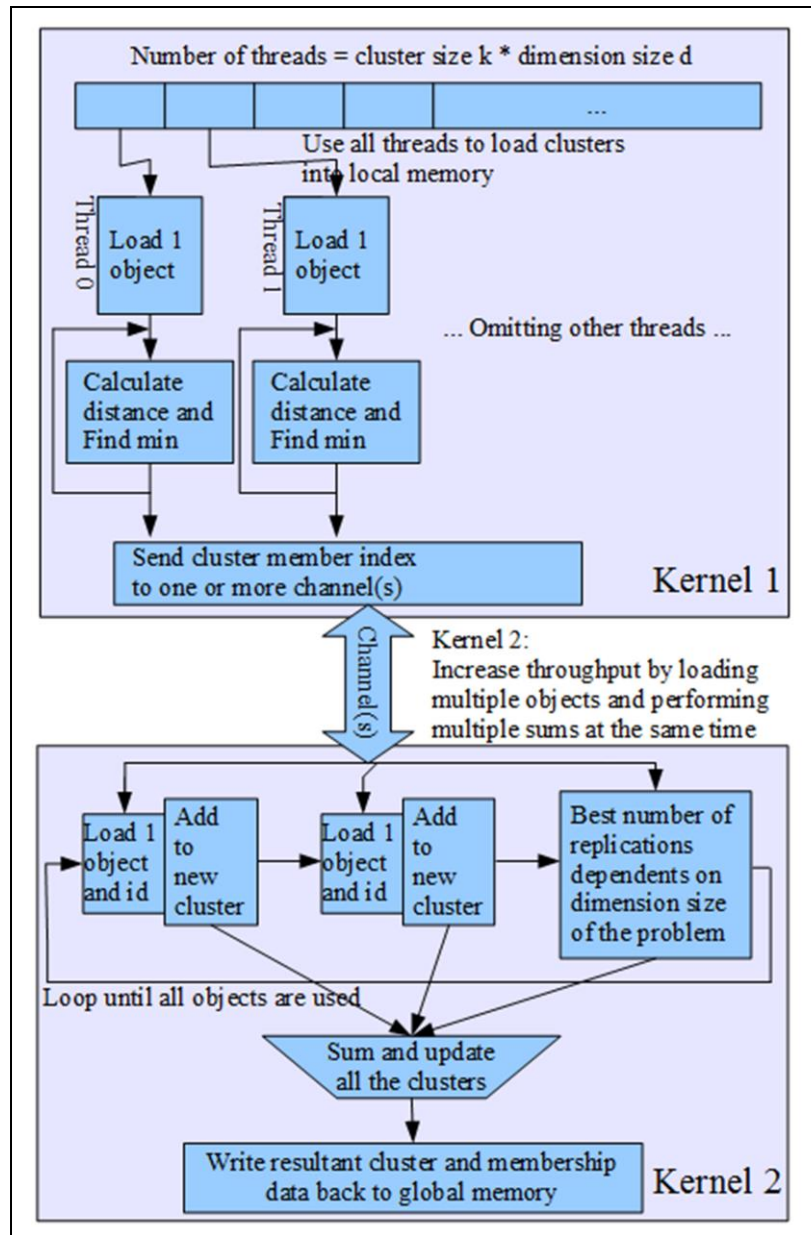 Number of threads = cluster size k * dimension size d
...
Use all threads to load clusters
into local memory
Thread 0
Load 1
object
Thread 1
Load 1
object
... Omitting other threads ...
Calculate
distance and
Find min
Calculate
distance and
Find min
Send cluster member index
to one or more channel(s)
Kernel 1
Channel(s)
Kernel 2:
Increase throughput by loading
multiple objects and performing
multiple sums at the same time
Load 1
object
and id
Add
to
new
cluster
Load 1
object
and id
Add
to
new
cluster
Best number of
replications
dependents on
dimension size
of the problem
Loop until all objects are used
Sum and update
all the clusters
Write resultant cluster and membership
data back to global memory
Kernel 2